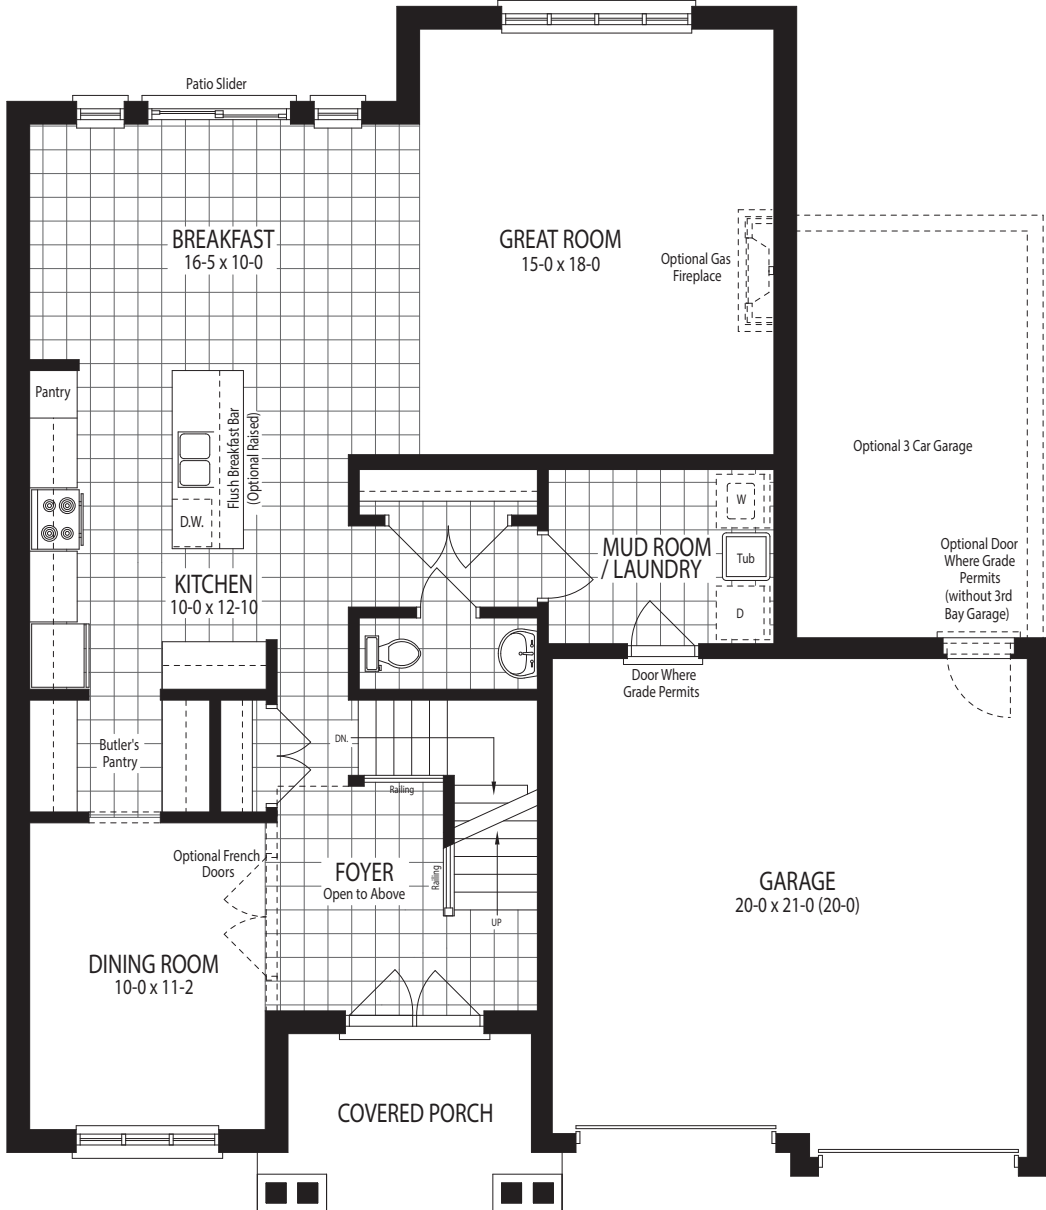 Patio Slider
BREAKFAST
16-5 x 10-0
GREAT ROOM
15-0 x 18-0
Optional Gas
Fireplace
Pantry
Flush Breakfast Bar
(Optional Raised)
D.W.
KITCHEN
10-0 x 12-10
MUD ROOM
/ LAUNDRY
W
Tub
D
Optional 3 Car Garage
Optional Door
Where Grade
Permits
(without 3rd
Bay Garage)
Door Where
Grade Permits
Butler's
Pantry
DN.
Railing
Optional French
Doors
FOYER
Open to Above
Railing
UP
GARAGE
20-0 x 21-0 (20-0)
DINING ROOM
10-0 x 11-2
COVERED PORCH